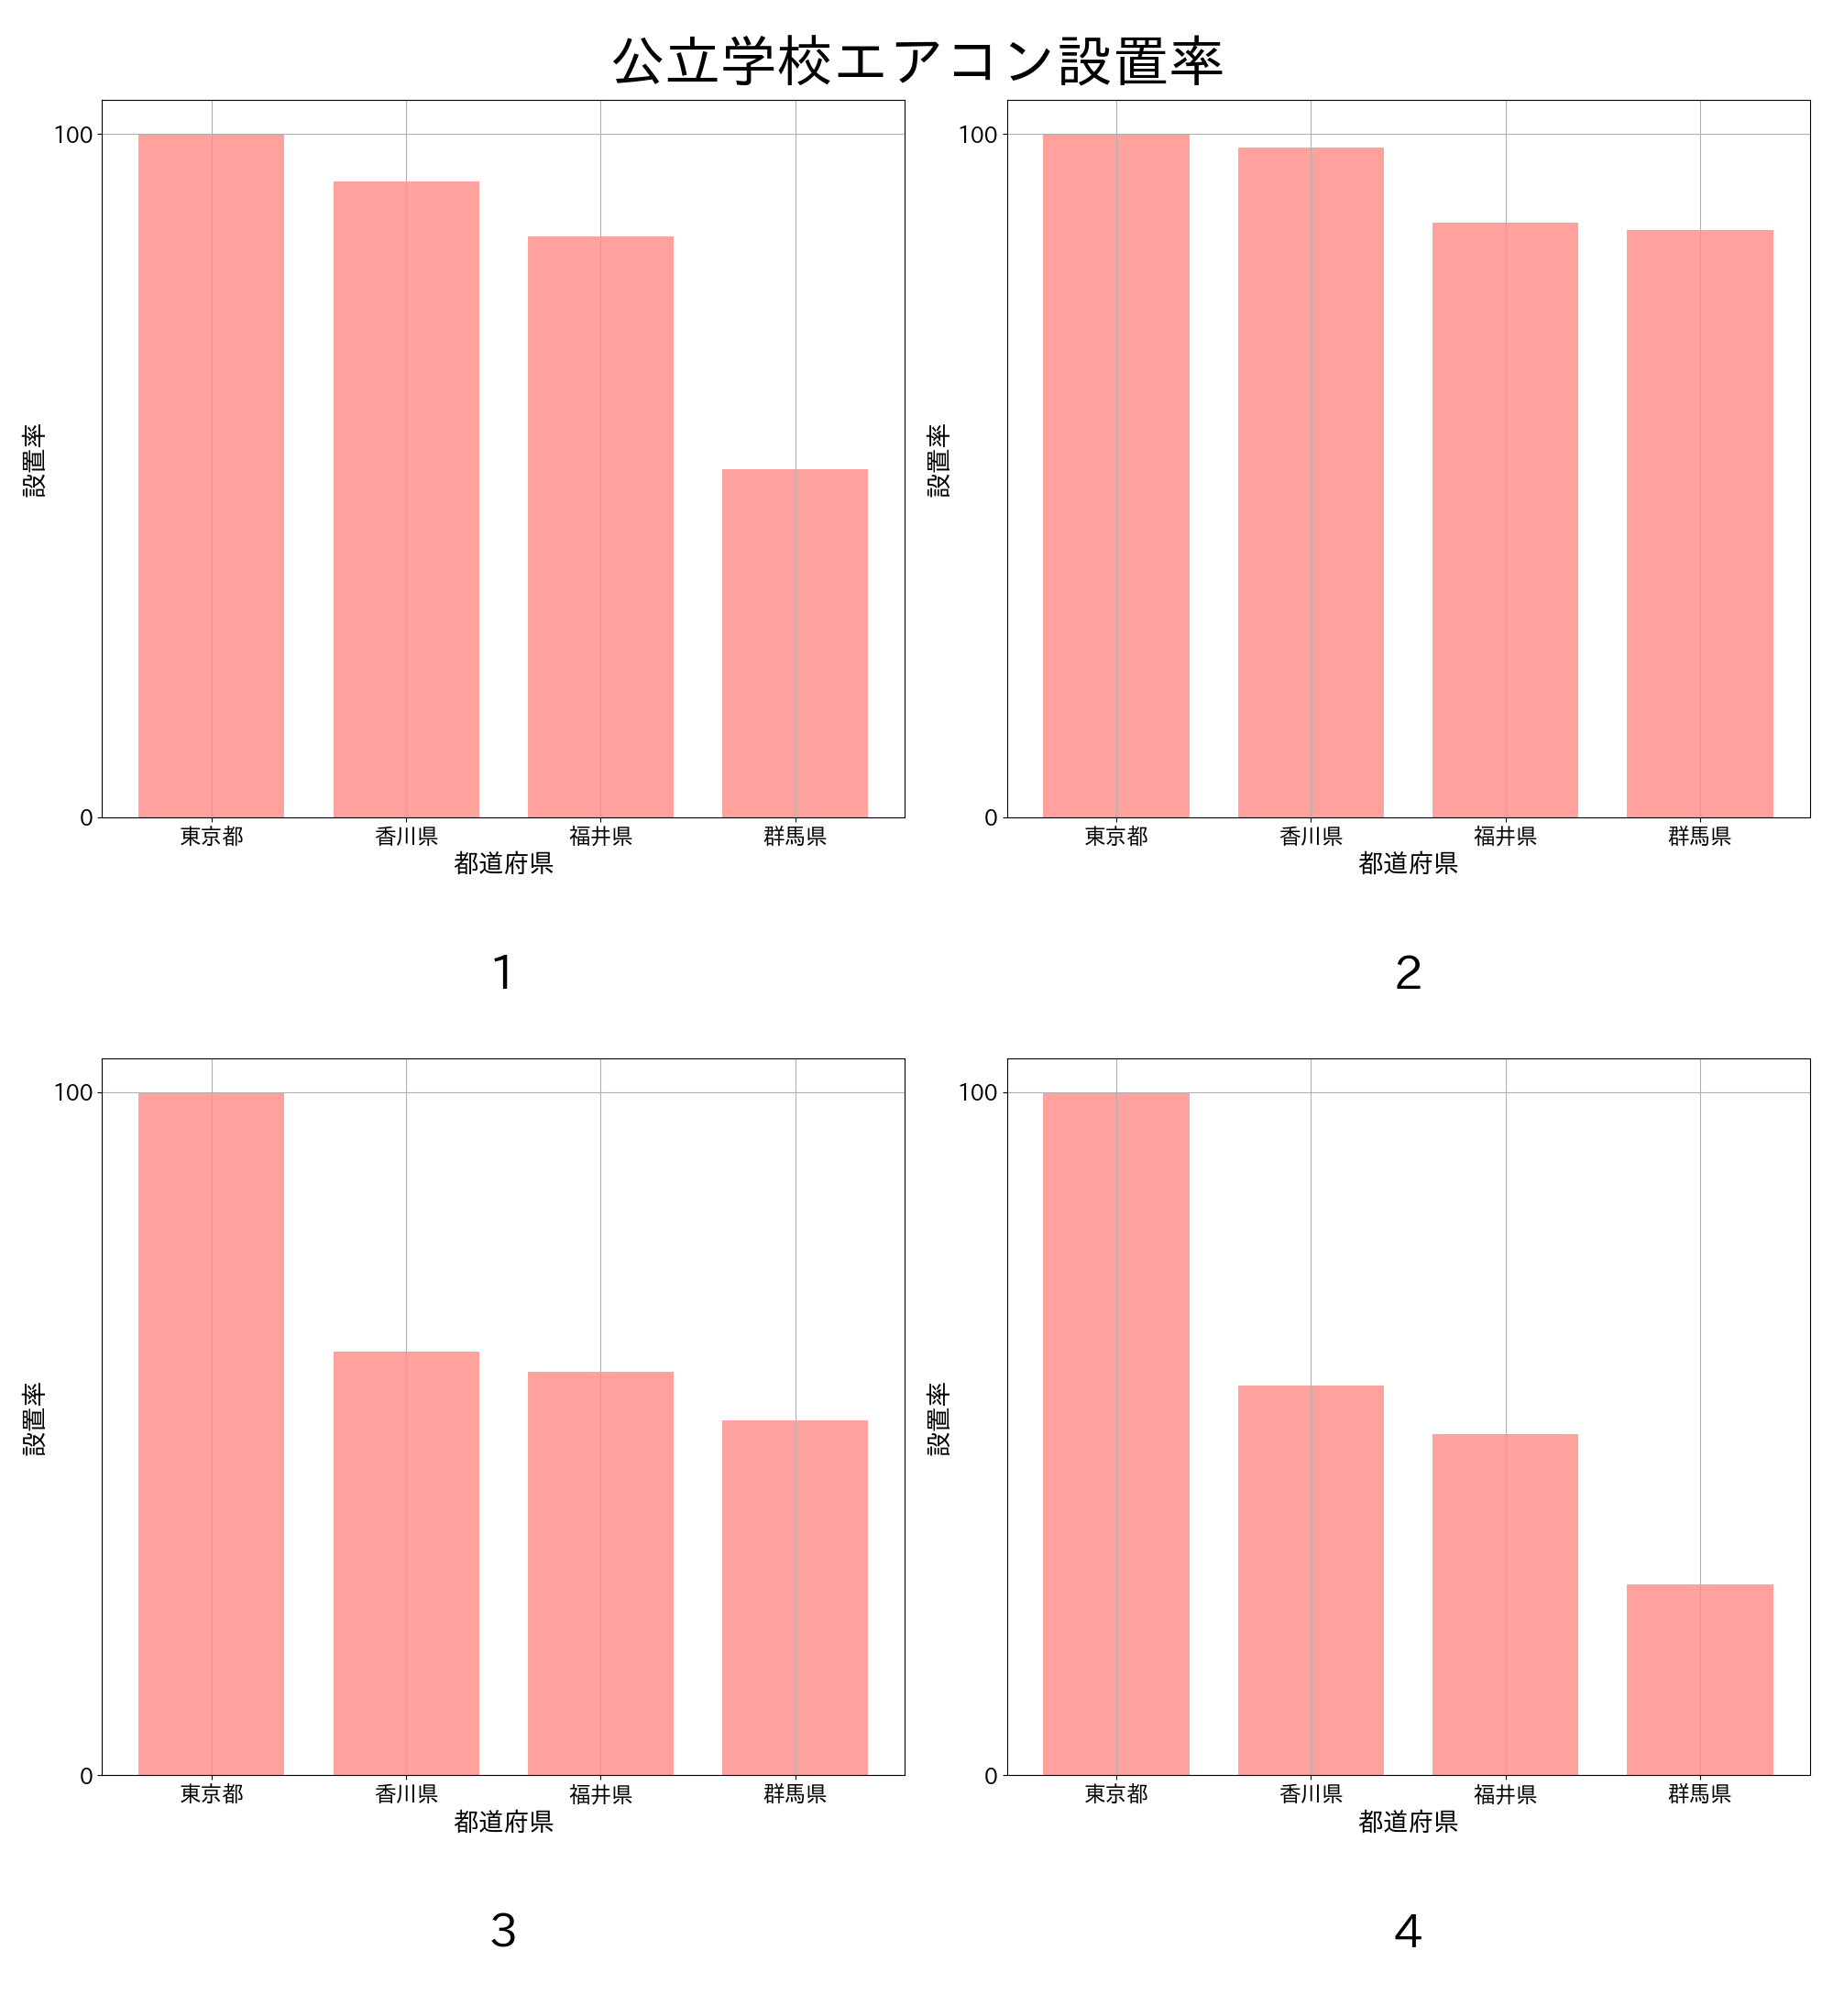 公立学校エアコン設置率
100
0
設置率
東京都 香川県 福井県 群馬県
都道府県
1
100
0
設置率
東京都 香川県 福井県 群馬県
都道府県
2
100
0
設置率
東京都 香川県 福井県 群馬県
都道府県
3
100
0
設置率
東京都 香川県 福井県 群馬県
都道府県
4